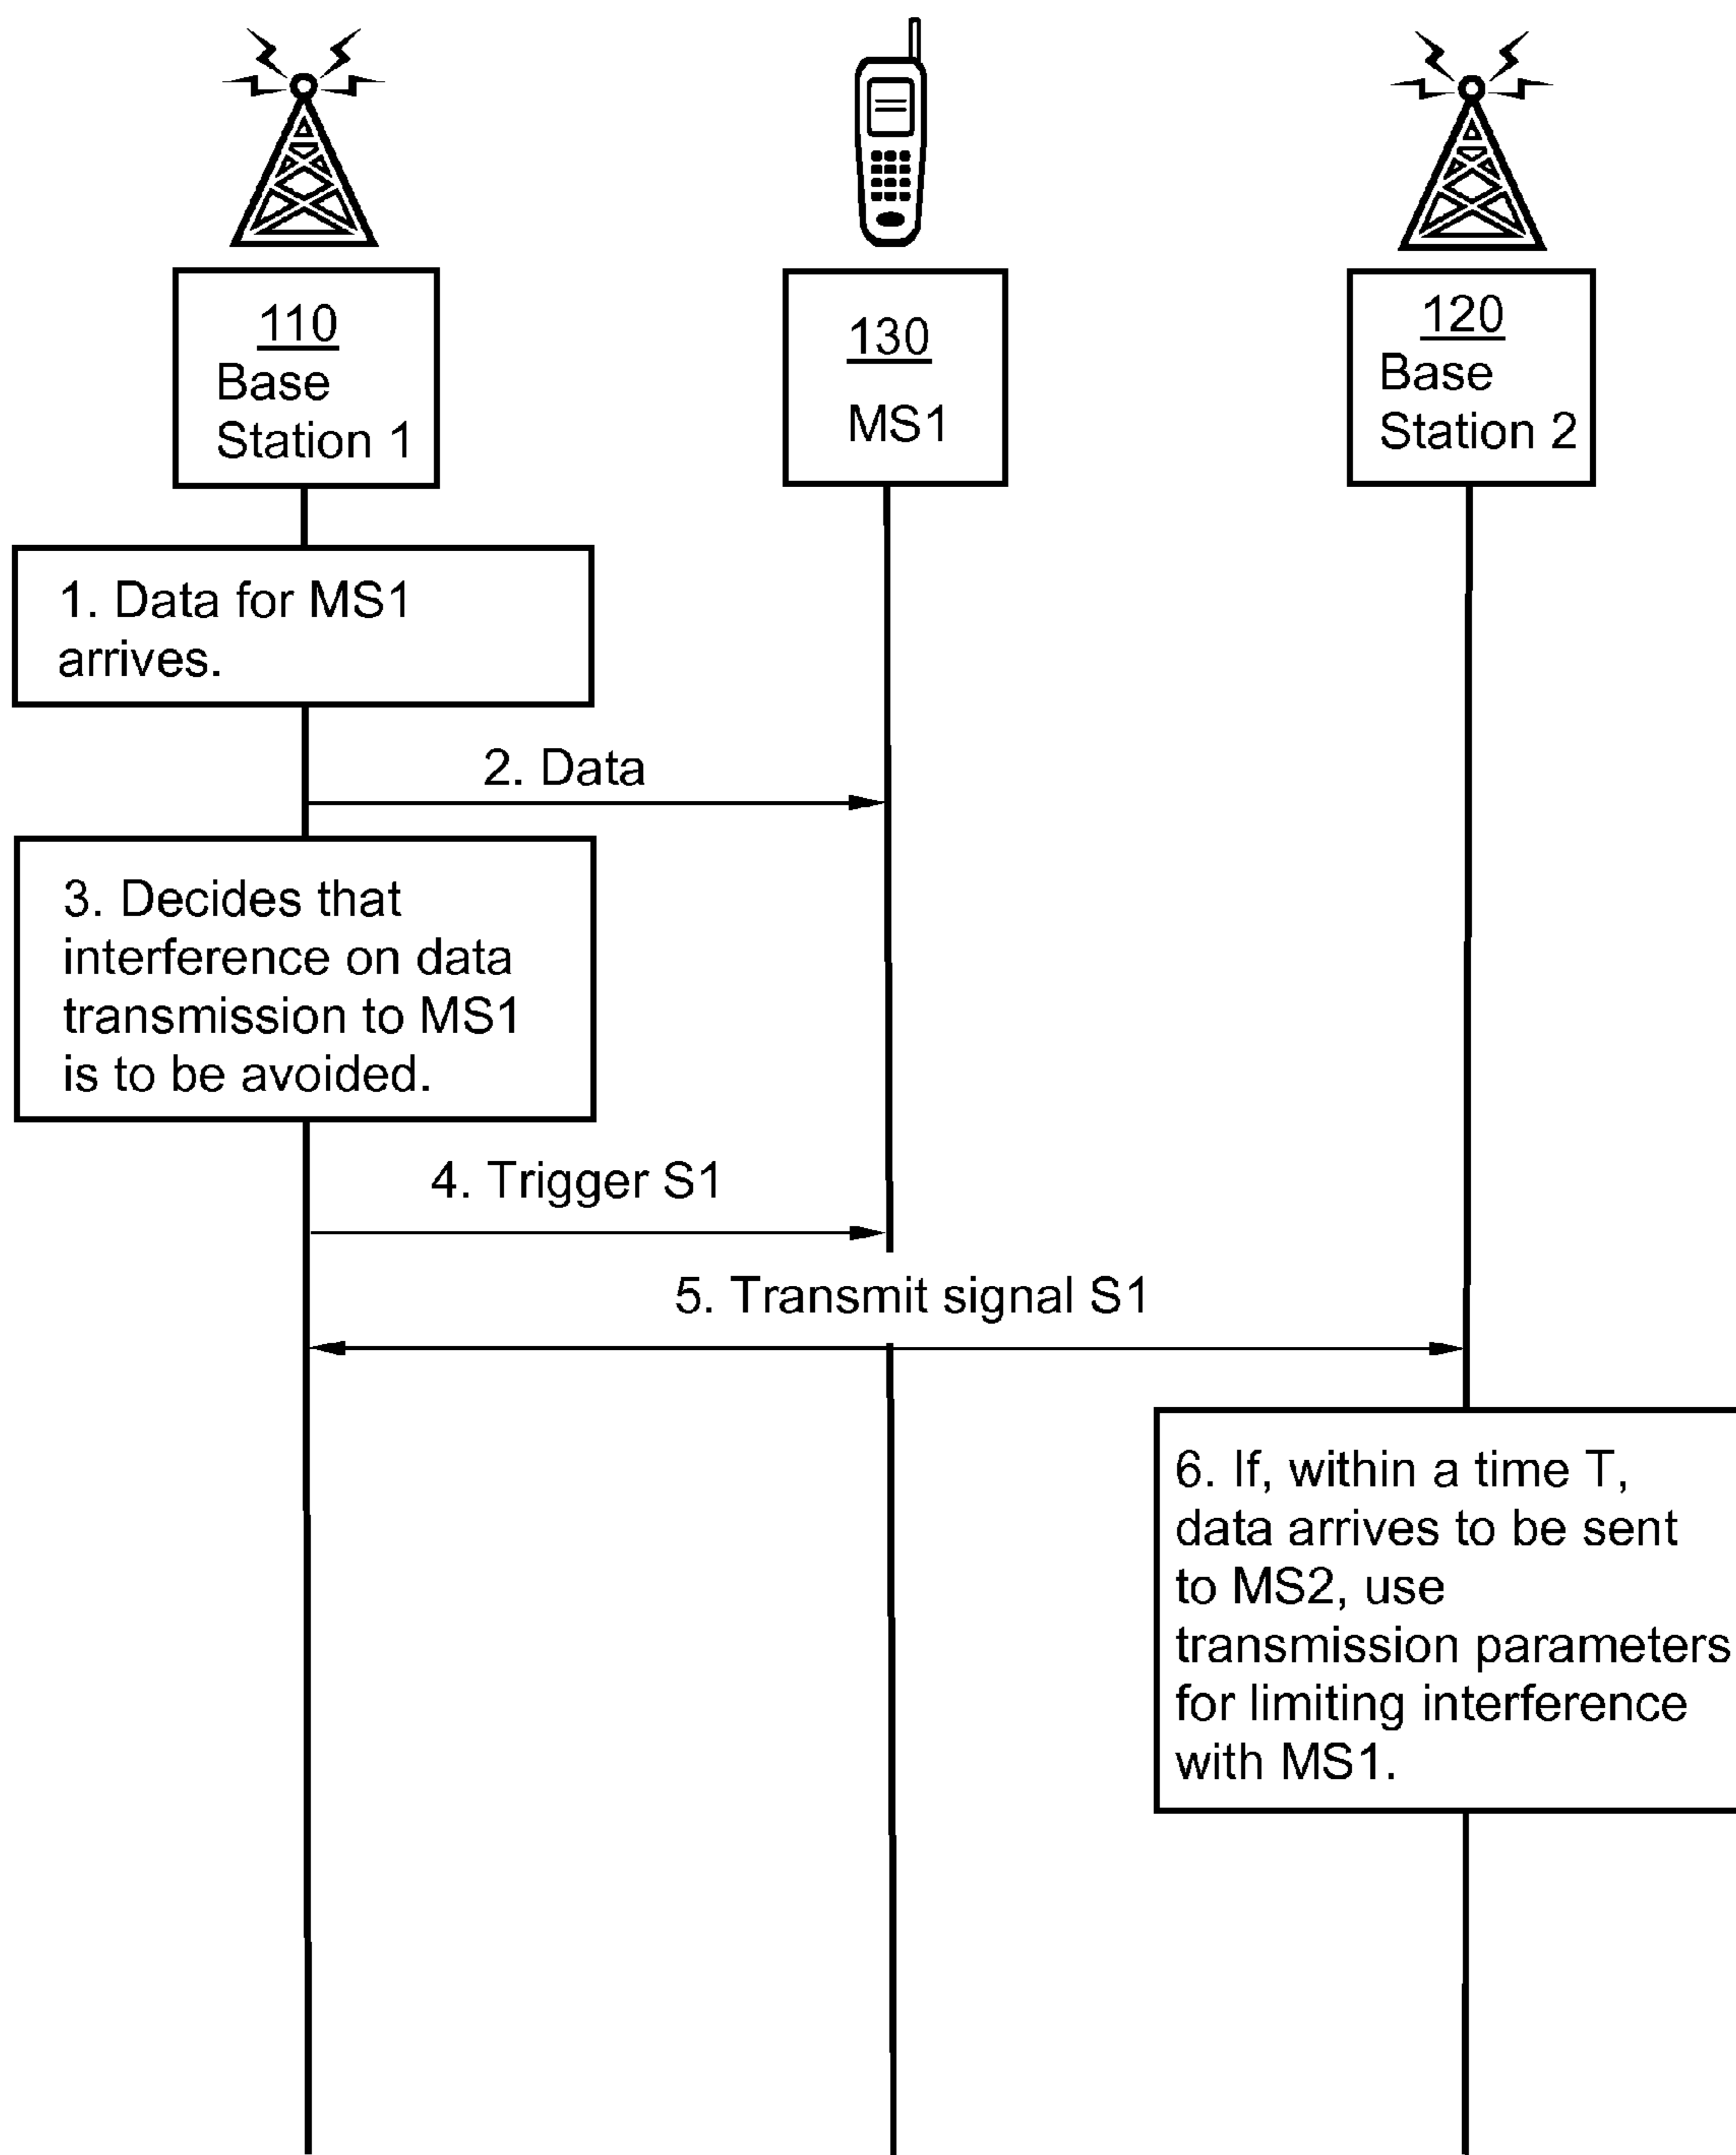 110
Base
Station 1
130
MS1
120
Base
Station 2
1. Data for MS1
arrives.
2. Data
3. Decides that
interference on data
transmission to MS1
is to be avoided.
4. Trigger S1
5. Transmit signal S1
6. If, within a time T,
data arrives to be sent
to MS2, use
transmission parameters
for limiting interference
with MS1.